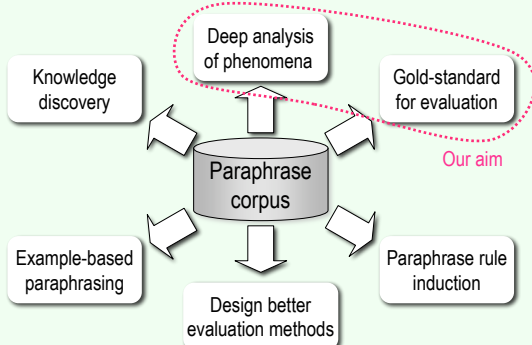 Deep analysis
of phenomena
Knowledge
discovery
Gold-standard
for evaluation
Our aim
Paraphrase
corpus
Example-based
paraphrasing
Paraphrase rule
induction
Design better
evaluation methods